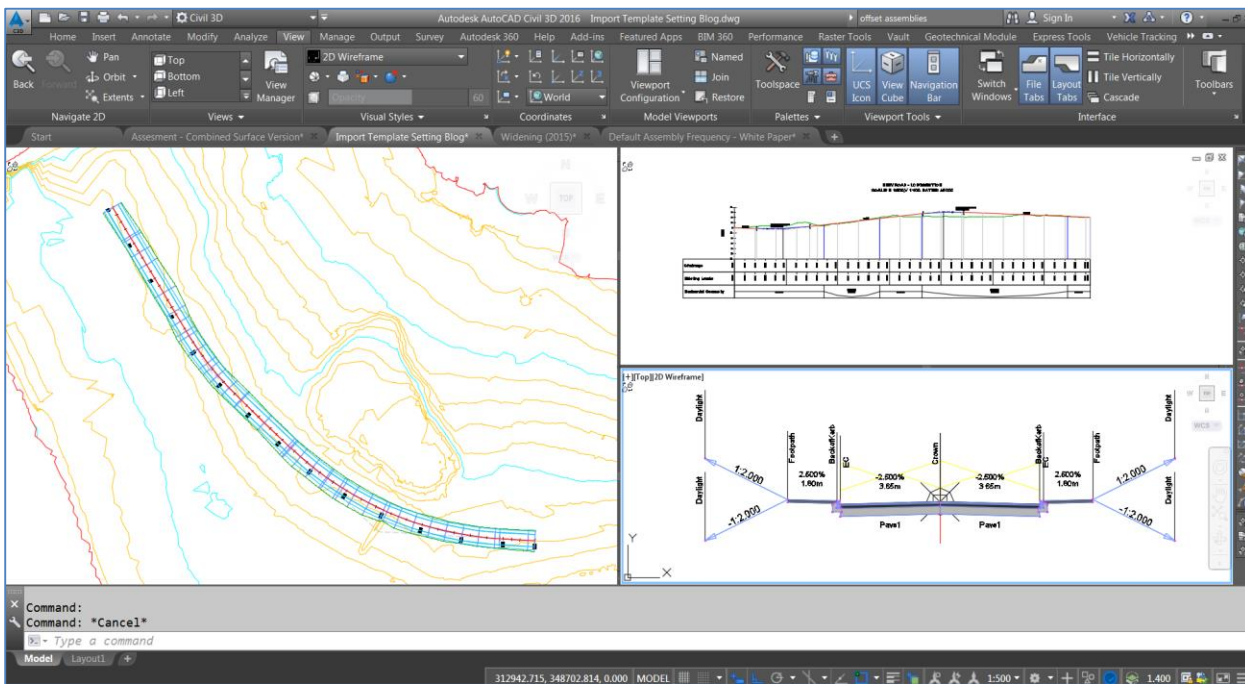 Civil 3D Autodesk AutoCAD Civil 3D 2016 Import Template Setting Blog.dwg offset assemblies Sign In
Home Insert Annotate Modify Analyze View Manage Output Survey Autodesk 360 Help Add-ins Featured Apps BIM 360 Performance Raster Tools Vault Geotechnical Module Express Tools Vehicle Tracking
Back Forward
Pan
Orbit
Extents
Navigate 2D
Top
Bottom
Left
View
Manager
Views
2D Wireframe
Opacity 60
Visual Styles
World
Coordinates
Viewport
Configuration
Named
Join
Restore
Model Viewports
Toolspace
Palettes
UCS
Icon
View
Cube
Navigation
Bar
Viewport Tools
Switch
Windows
File
Tabs
Layout
Tabs
Tile Horizontally
Tile Vertically
Cascade
Interface
Toolbars
Start Assesment - Combined Surface Version* Import Template Setting Blog* Widening (2015)* Default Assembly Frequency - White Paper*
N
W TOP E
[+][Top][2D Wireframe]
WCS
Daylight
Daylight
1:2.000
-1:2.000
Footpath
2.500%
1.80m
BackofKerb
EC
-2.500%
3.65m
Crown
-2.500%
3.65m
BackofKerb
EC
2.500%
1.80m
Footpath
1:2.000
-1:2.000
Daylight
Daylight
Pave1 Pave1
Y
X
Command:
Command: *Cancel*
Type a command
Model Layout1
312942.715, 348702.814, 0.000 MODEL 1:500 1.400